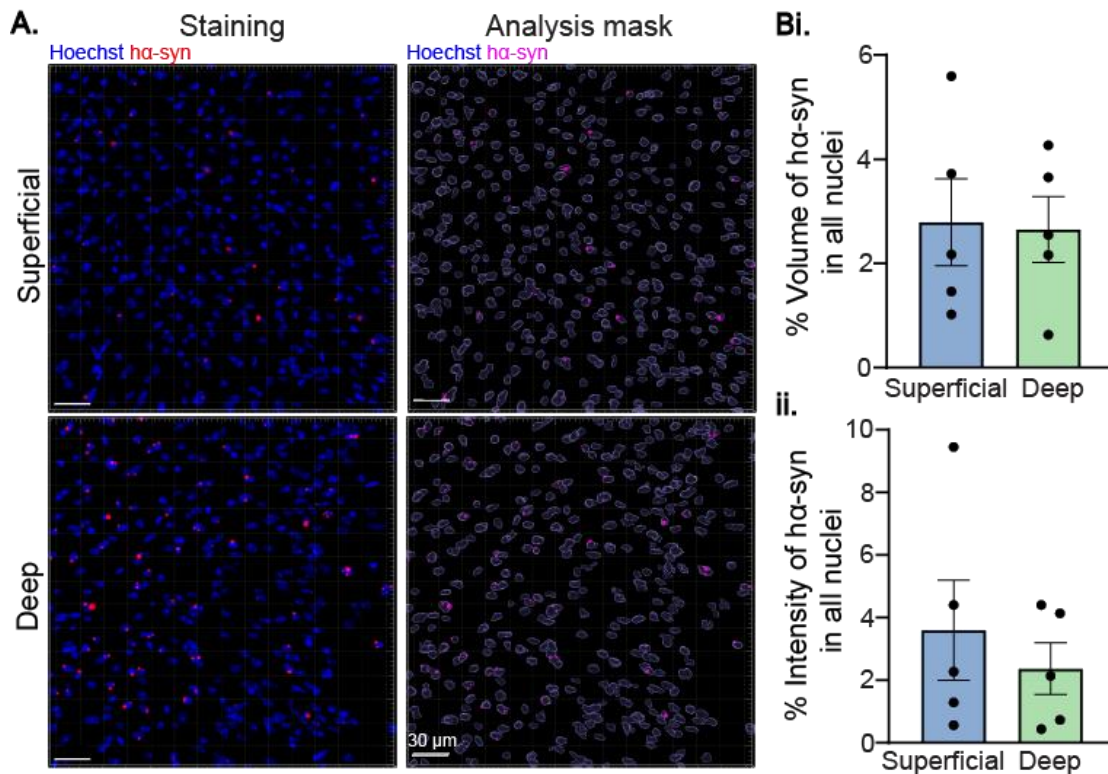 A.
Staining
Analysis mask
Hoechst hα-syn
Hoechst hα-syn
Superficial
Deep
30 µm
Bi.
% Volume of hα-syn
in all nuclei
6
4
2
0
Superficial
Deep
ii.
% Intensity of hα-syn
in all nuclei
10
8
6
4
2
0
Superficial
Deep